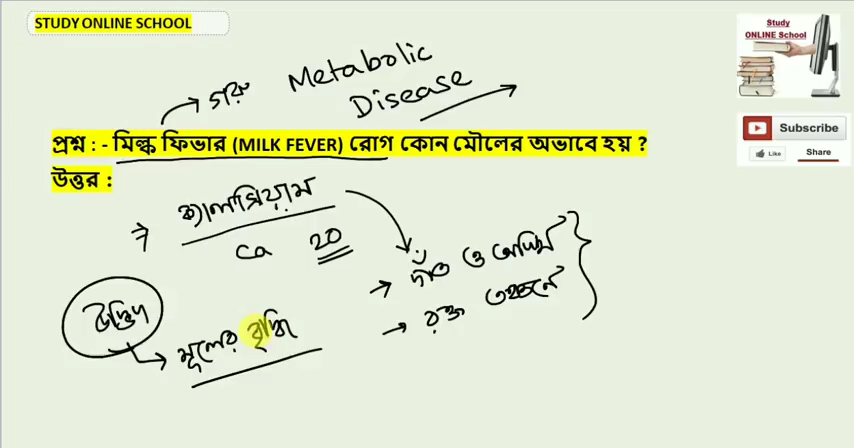 STUDY ONLINE SCHOOL
Study
ONLINE School
Subscribe
Like
Share
গরু
Metabolic
Disease
প্রশ্ন : - মিল্ক ফিভার (MILK FEVER) রোগ কোন মৌলের অভাবে হয় ?
উত্তর :
ক্যালসিয়াম
Ca 20
দাঁত ও অস্থি
রক্ত তঞ্চনে
উদ্ভিদ
মূলের বৃদ্ধি